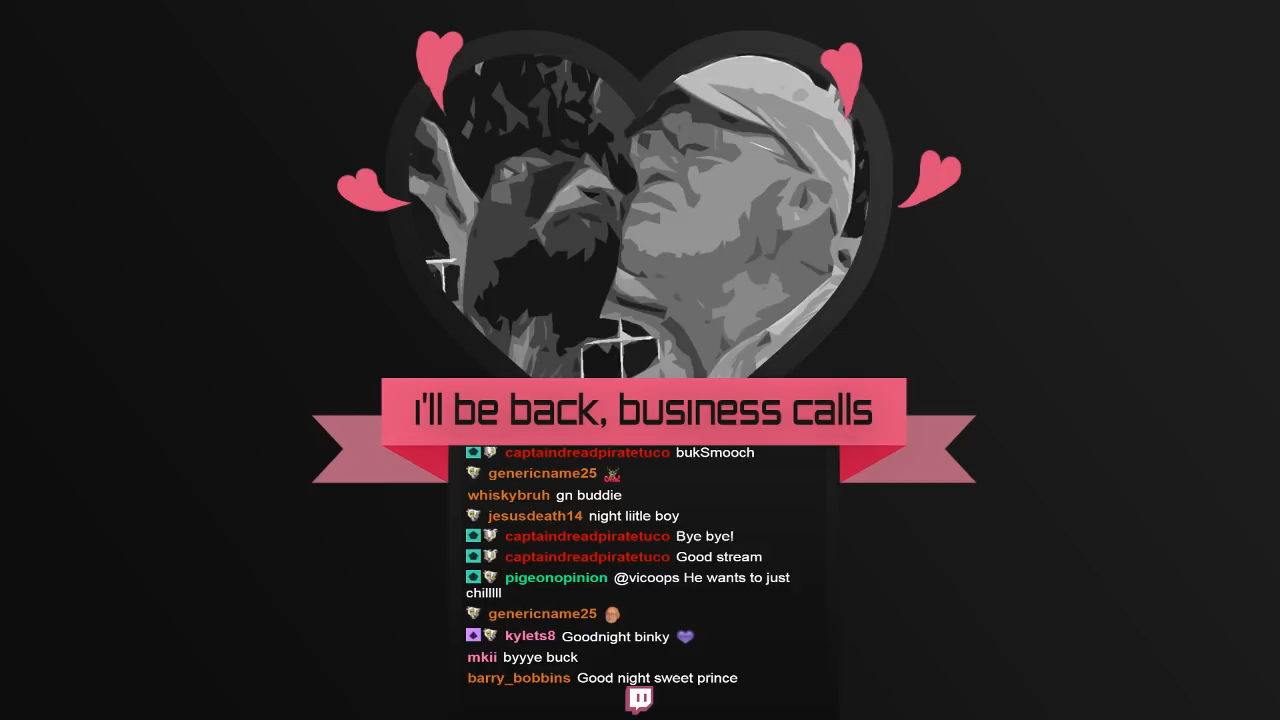 i'll be back, business calls
captaindreadpiratetuco bukSmooch
genericname25
whiskybruh gn buddie
jesusdeath14 night liitle boy
captaindreadpiratetuco Bye bye!
captaindreadpiratetuco Good stream
pigeonopinion @vicoops He wants to just
chilllll
genericname25
kylets8 Goodnight binky
mkii byyye buck
barry_bobbins Good night sweet prince